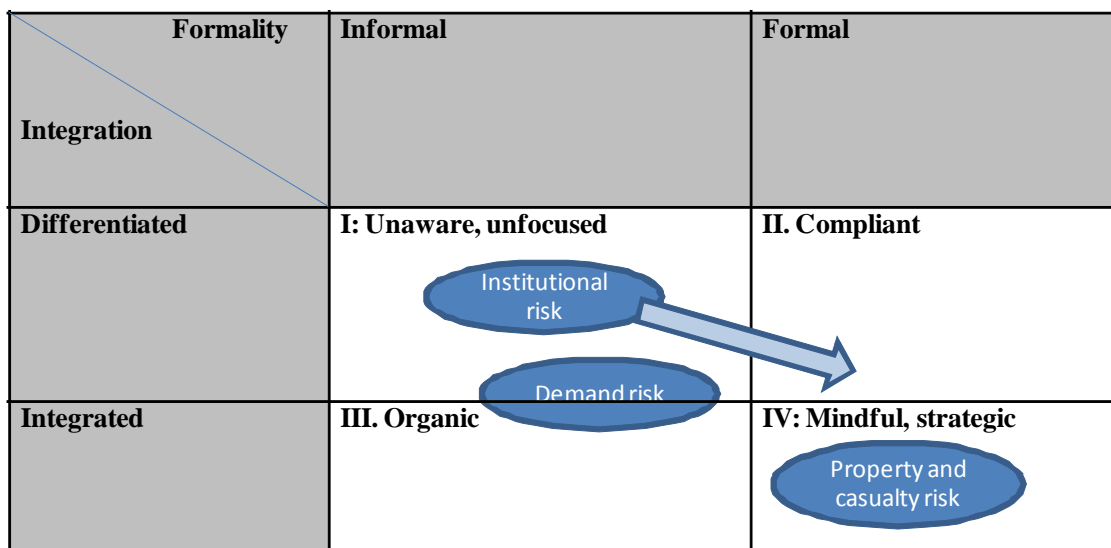 Formality
Informal
Formal
Integration
Differentiated
I: Unaware, unfocused
II. Compliant
Institutional
risk
Demand risk
Integrated
III. Organic
IV: Mindful, strategic
Property and
casualty risk